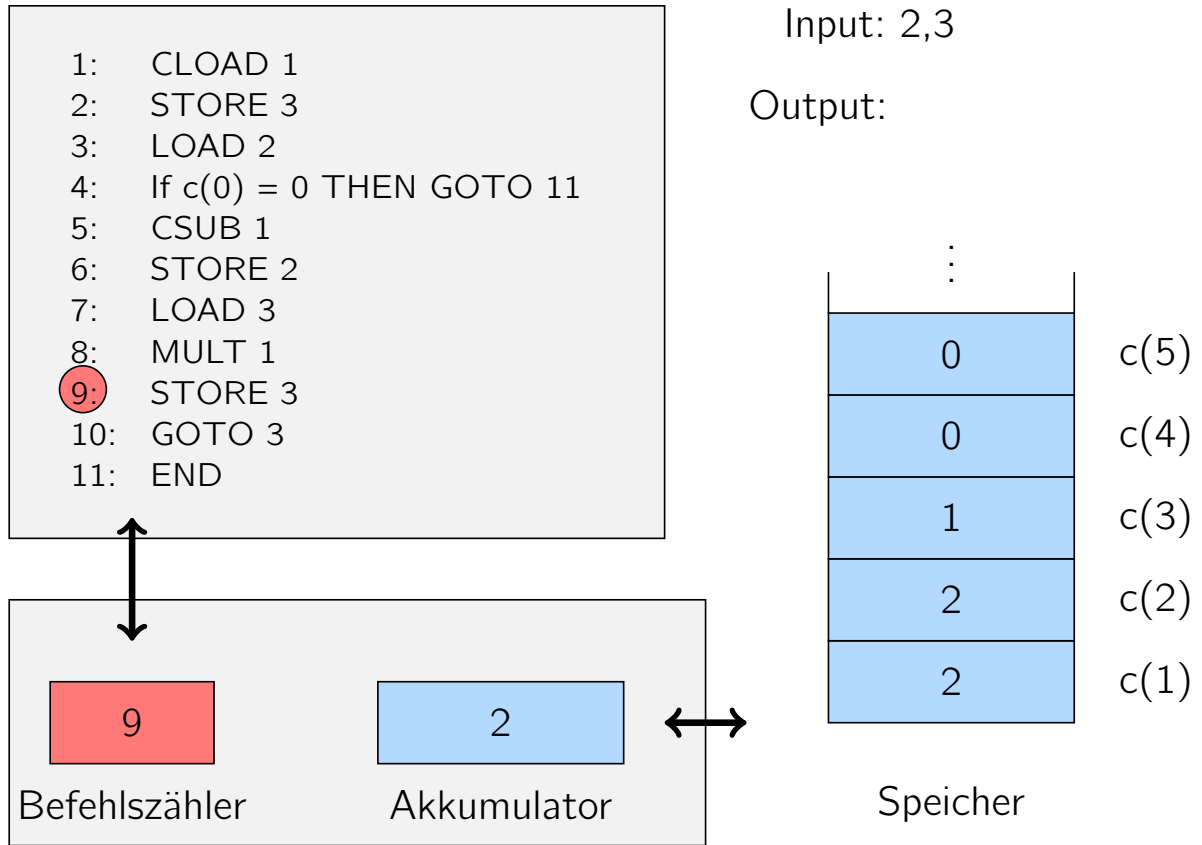 1: CLOAD 1
2: STORE 3
3: LOAD 2
4: If c(0) = 0 THEN GOTO 11
5: CSUB 1
6: STORE 2
7: LOAD 3
8: MULT 1
9: STORE 3
10: GOTO 3
11: END
Input: 2,3
Output:
⋮
0 c(5)
0 c(4)
1 c(3)
2 c(2)
2 c(1)
Speicher
9 2
Befehlszähler Akkumulator